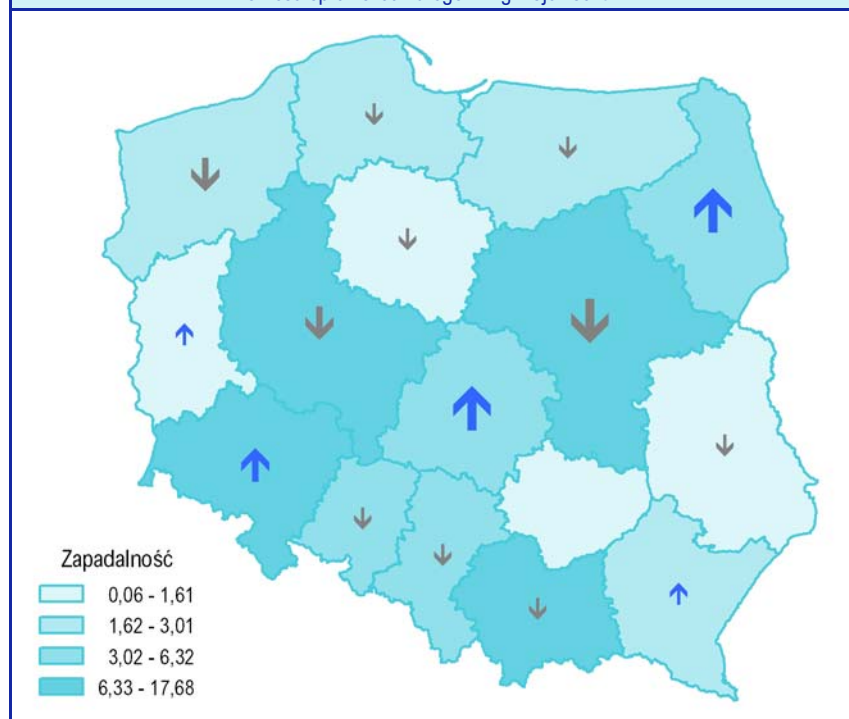 Zapadalność
0,06 - 1,61
1,62 - 3,01
3,02 - 6,32
6,33 - 17,68